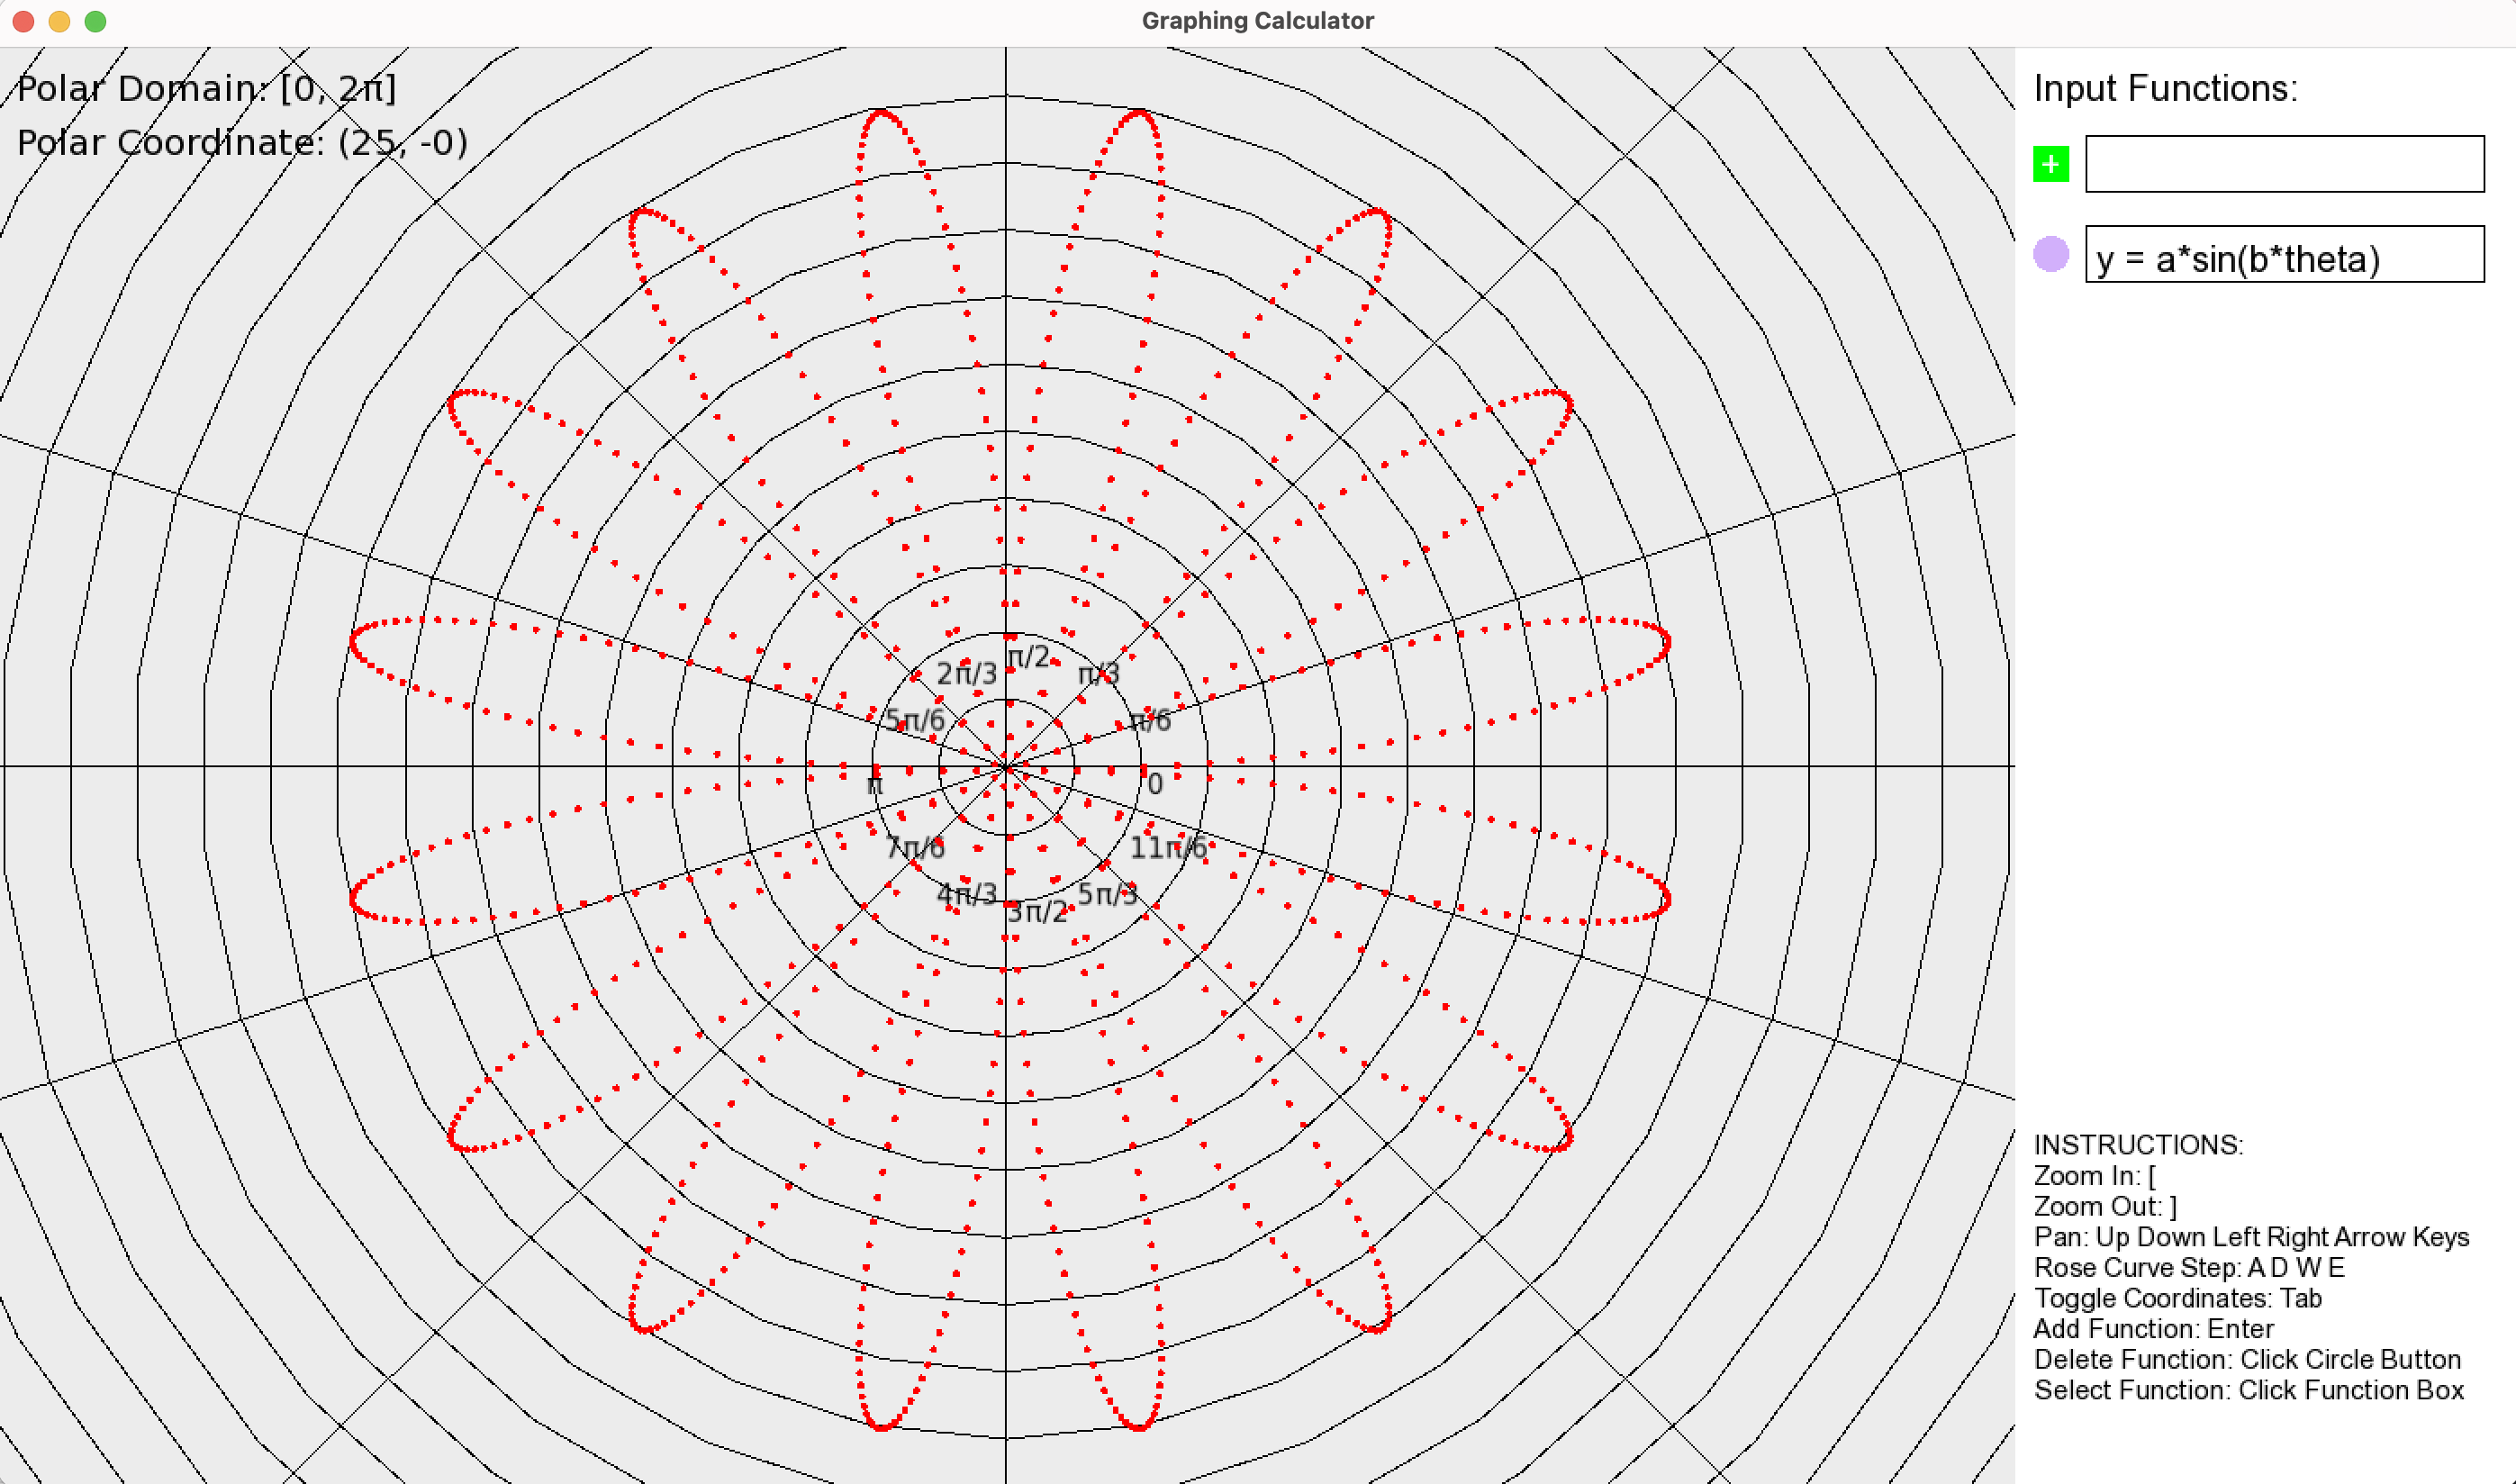 Graphing Calculator
Polar Domain: [0, 2π]
Polar Coordinate: (25, -0)
Input Functions:
+
y = a*sin(b*theta)
π/2
2π/3
π/3
5π/6
π/6
π
0
7π/6
11π/6
4π/3
3π/2
5π/3
INSTRUCTIONS:
Zoom In: [
Zoom Out: ]
Pan: Up Down Left Right Arrow Keys
Rose Curve Step: A D W E
Toggle Coordinates: Tab
Add Function: Enter
Delete Function: Click Circle Button
Select Function: Click Function Box